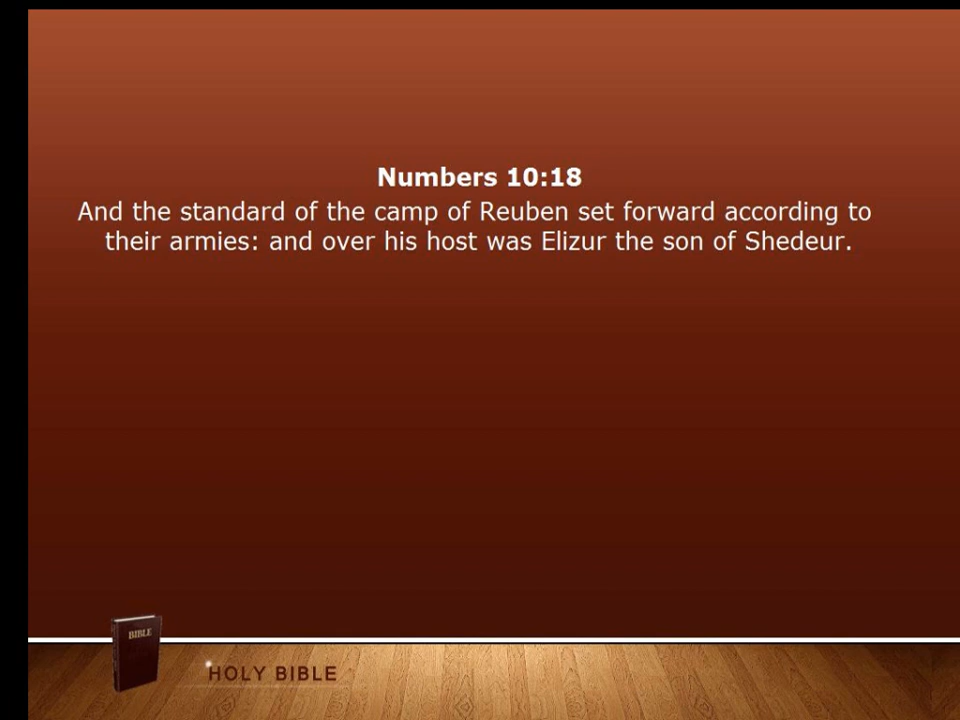 Numbers 10:18
And the standard of the camp of Reuben set forward according to
their armies: and over his host was Elizur the son of Shedeur.
BIBLE
HOLY BIBLE